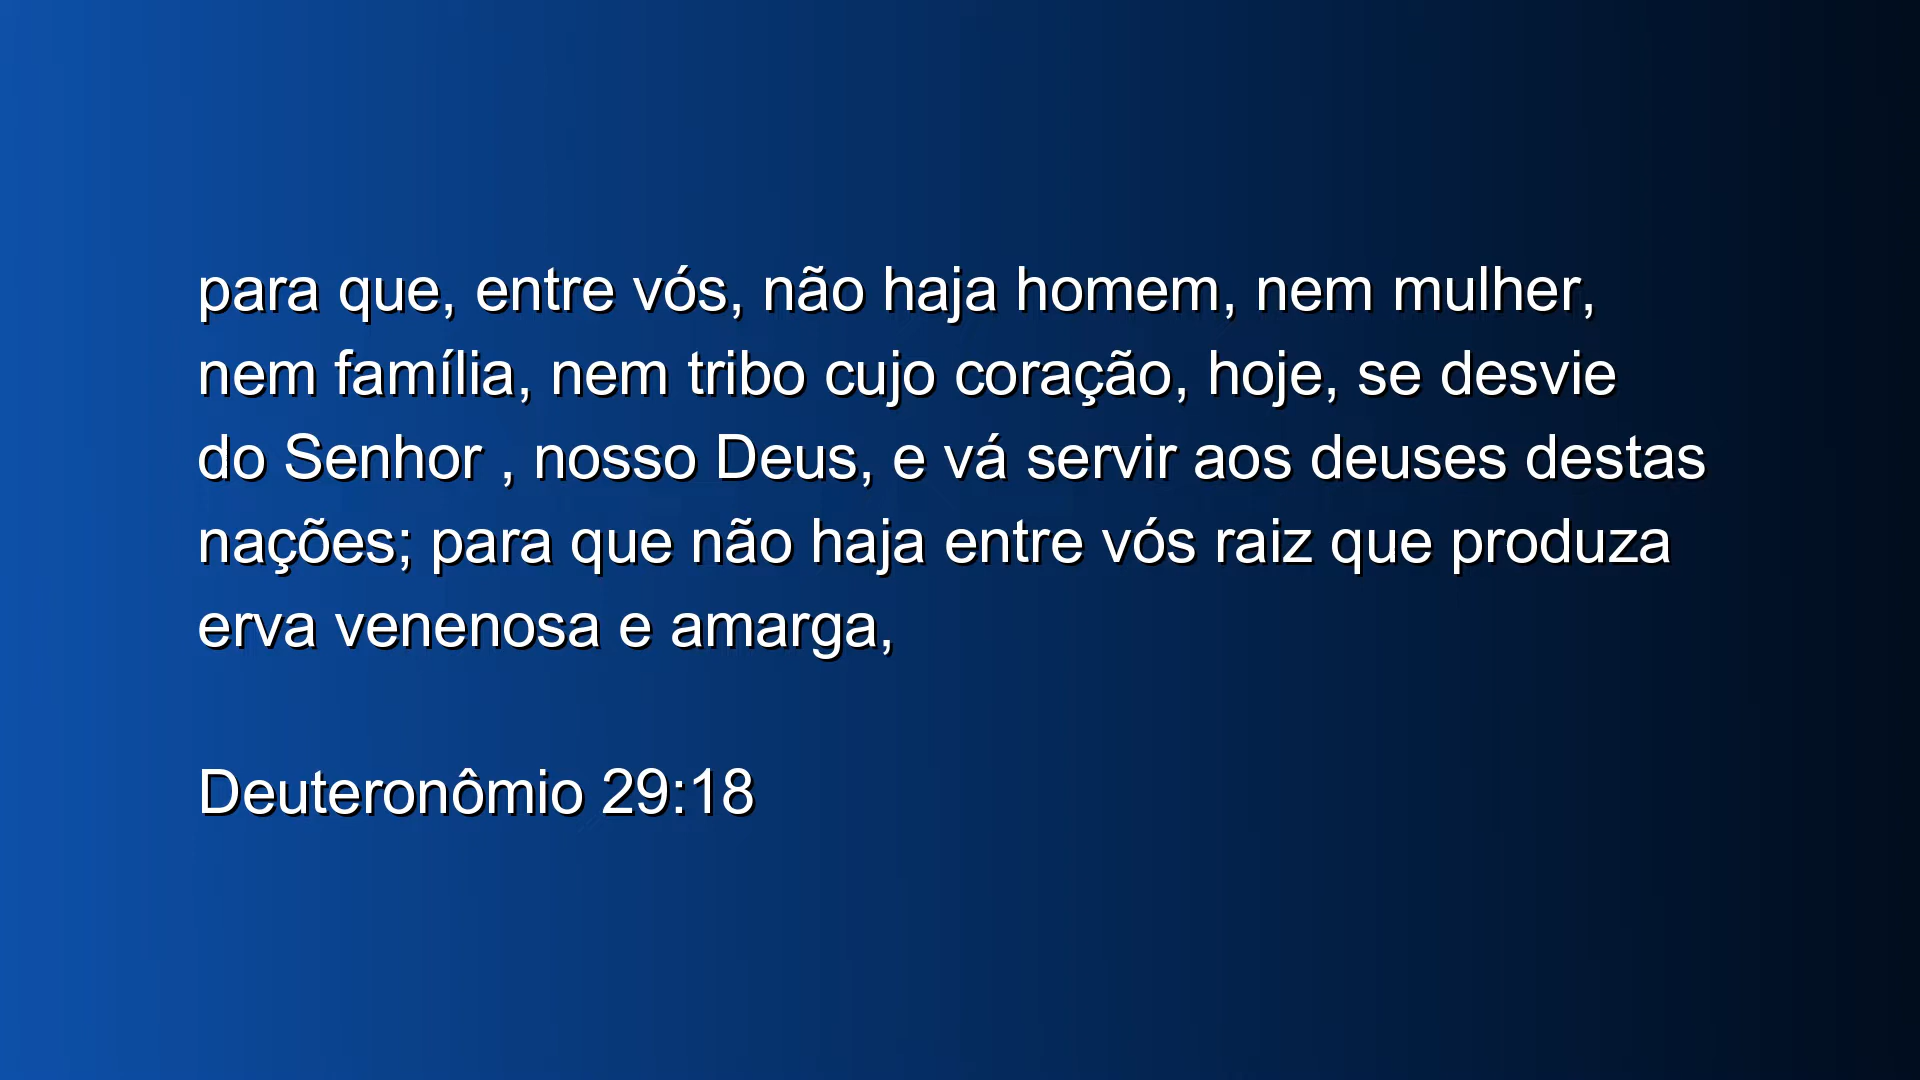 para que, entre vós, não haja homem, nem mulher,
nem família, nem tribo cujo coração, hoje, se desvie
do Senhor , nosso Deus, e vá servir aos deuses destas
nações; para que não haja entre vós raiz que produza
erva venenosa e amarga,
Deuteronômio 29:18